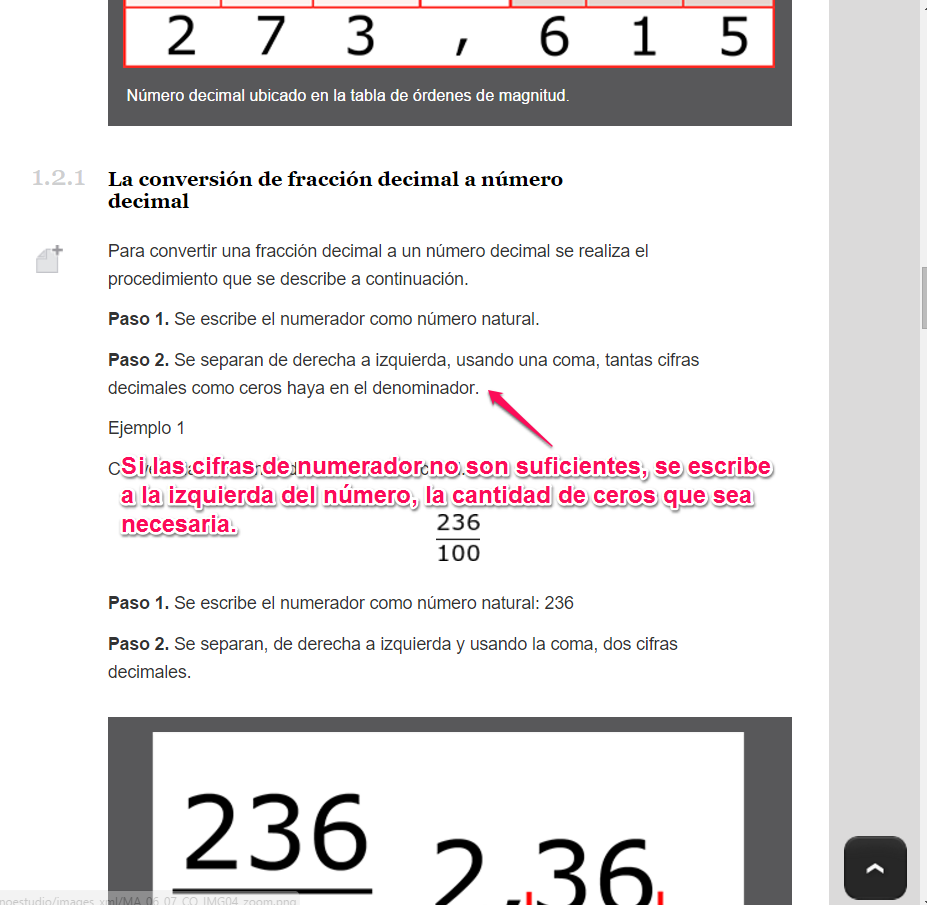 2 7 3 , 6 1 5
Número decimal ubicado en la tabla de órdenes de magnitud.
1.2.1 La conversión de fracción decimal a número
decimal
Para convertir una fracción decimal a un número decimal se realiza el
procedimiento que se describe a continuación.
Paso 1. Se escribe el numerador como número natural.
Paso 2. Se separan de derecha a izquierda, usando una coma, tantas cifras
decimales como ceros haya en el denominador.
Ejemplo 1
Si las cifras de numerador no son suficientes, se escribe
a la izquierda del número, la cantidad de ceros que sea
necesaria.
236
100
Paso 1. Se escribe el numerador como número natural: 236
Paso 2. Se separan, de derecha a izquierda y usando la coma, dos cifras
decimales.
236
2,36
noestudio/images_xml/MA_06_07_CO_IMG04_zoom.png